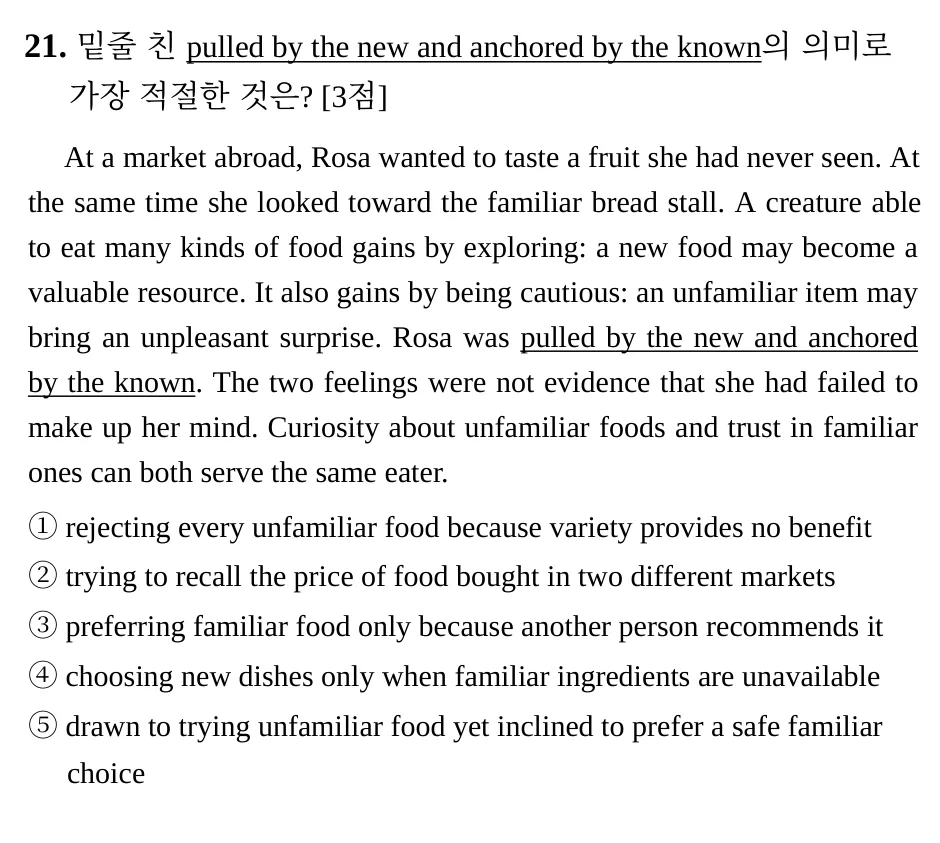 21. 밑줄 친 pulled by the new and anchored by the known의 의미로
가장 적절한 것은? [3점]
At a market abroad, Rosa wanted to taste a fruit she had never seen. At
the same time she looked toward the familiar bread stall. A creature able
to eat many kinds of food gains by exploring: a new food may become a
valuable resource. It also gains by being cautious: an unfamiliar item may
bring an unpleasant surprise. Rosa was pulled by the new and anchored
by the known. The two feelings were not evidence that she had failed to
make up her mind. Curiosity about unfamiliar foods and trust in familiar
ones can both serve the same eater.
① rejecting every unfamiliar food because variety provides no benefit
② trying to recall the price of food bought in two different markets
③ preferring familiar food only because another person recommends it
④ choosing new dishes only when familiar ingredients are unavailable
⑤ drawn to trying unfamiliar food yet inclined to prefer a safe familiar
choice